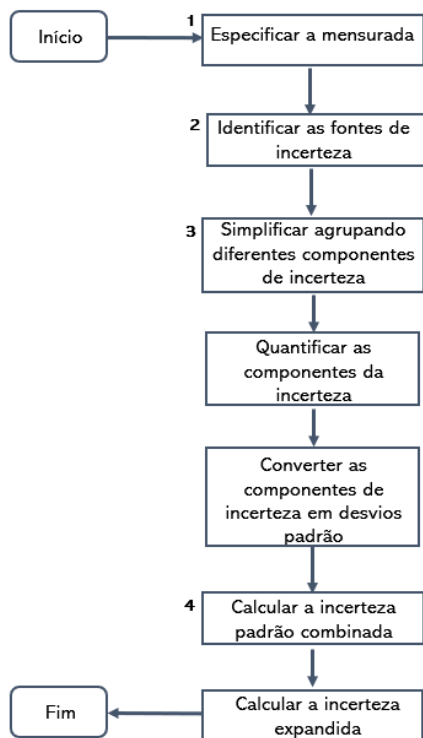 Início
1
Especificar a mensurada
2
Identificar as fontes de
incerteza
3
Simplificar agrupando
diferentes componentes
de incerteza
Quantificar as
componentes da
incerteza
Converter as
componentes de
incerteza em desvios
padrão
4
Calcular a incerteza
padrão combinada
Calcular a incerteza
expandida
Fim